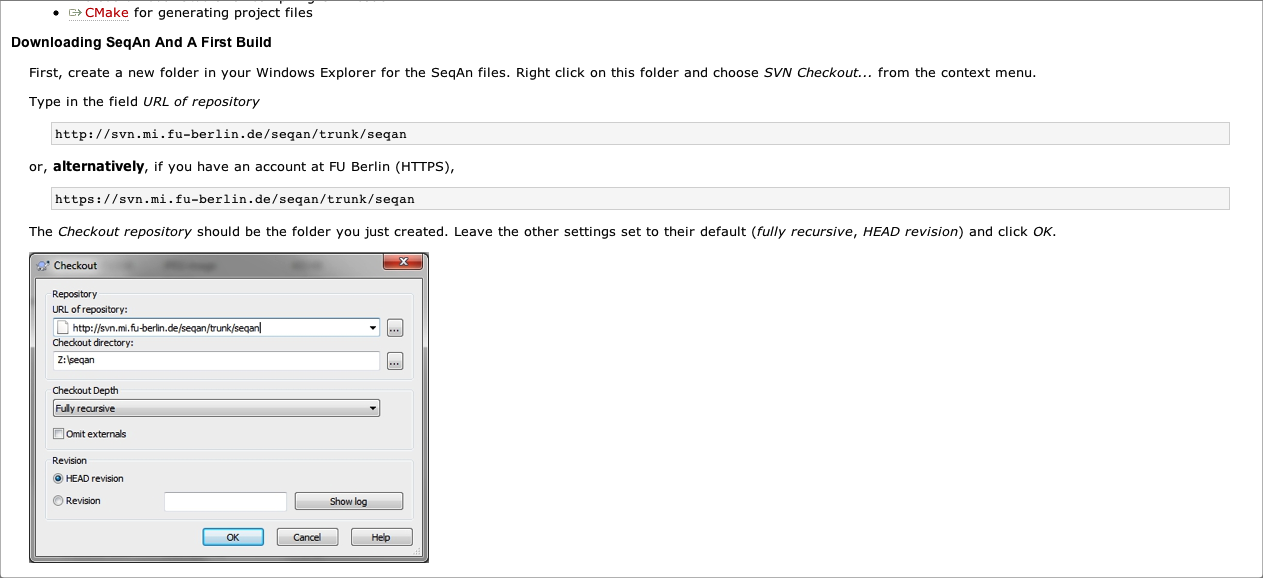 CMake for generating project files
Downloading SeqAn And A First Build
First, create a new folder in your Windows Explorer for the SeqAn files. Right click on this folder and choose SVN Checkout... from the context menu.
Type in the field URL of repository
http://svn.mi.fu-berlin.de/seqan/trunk/seqan
or, alternatively, if you have an account at FU Berlin (HTTPS),
https://svn.mi.fu-berlin.de/seqan/trunk/seqan
The Checkout repository should be the folder you just created. Leave the other settings set to their default (fully recursive, HEAD revision) and click OK.
Checkout
Repository
URL of repository:
http://svn.mi.fu-berlin.de/seqan/trunk/seqan
...
Checkout directory:
Z:\seqan
...
Checkout Depth
Fully recursive
Omit externals
Revision
HEAD revision
Revision
Show log
OK Cancel Help